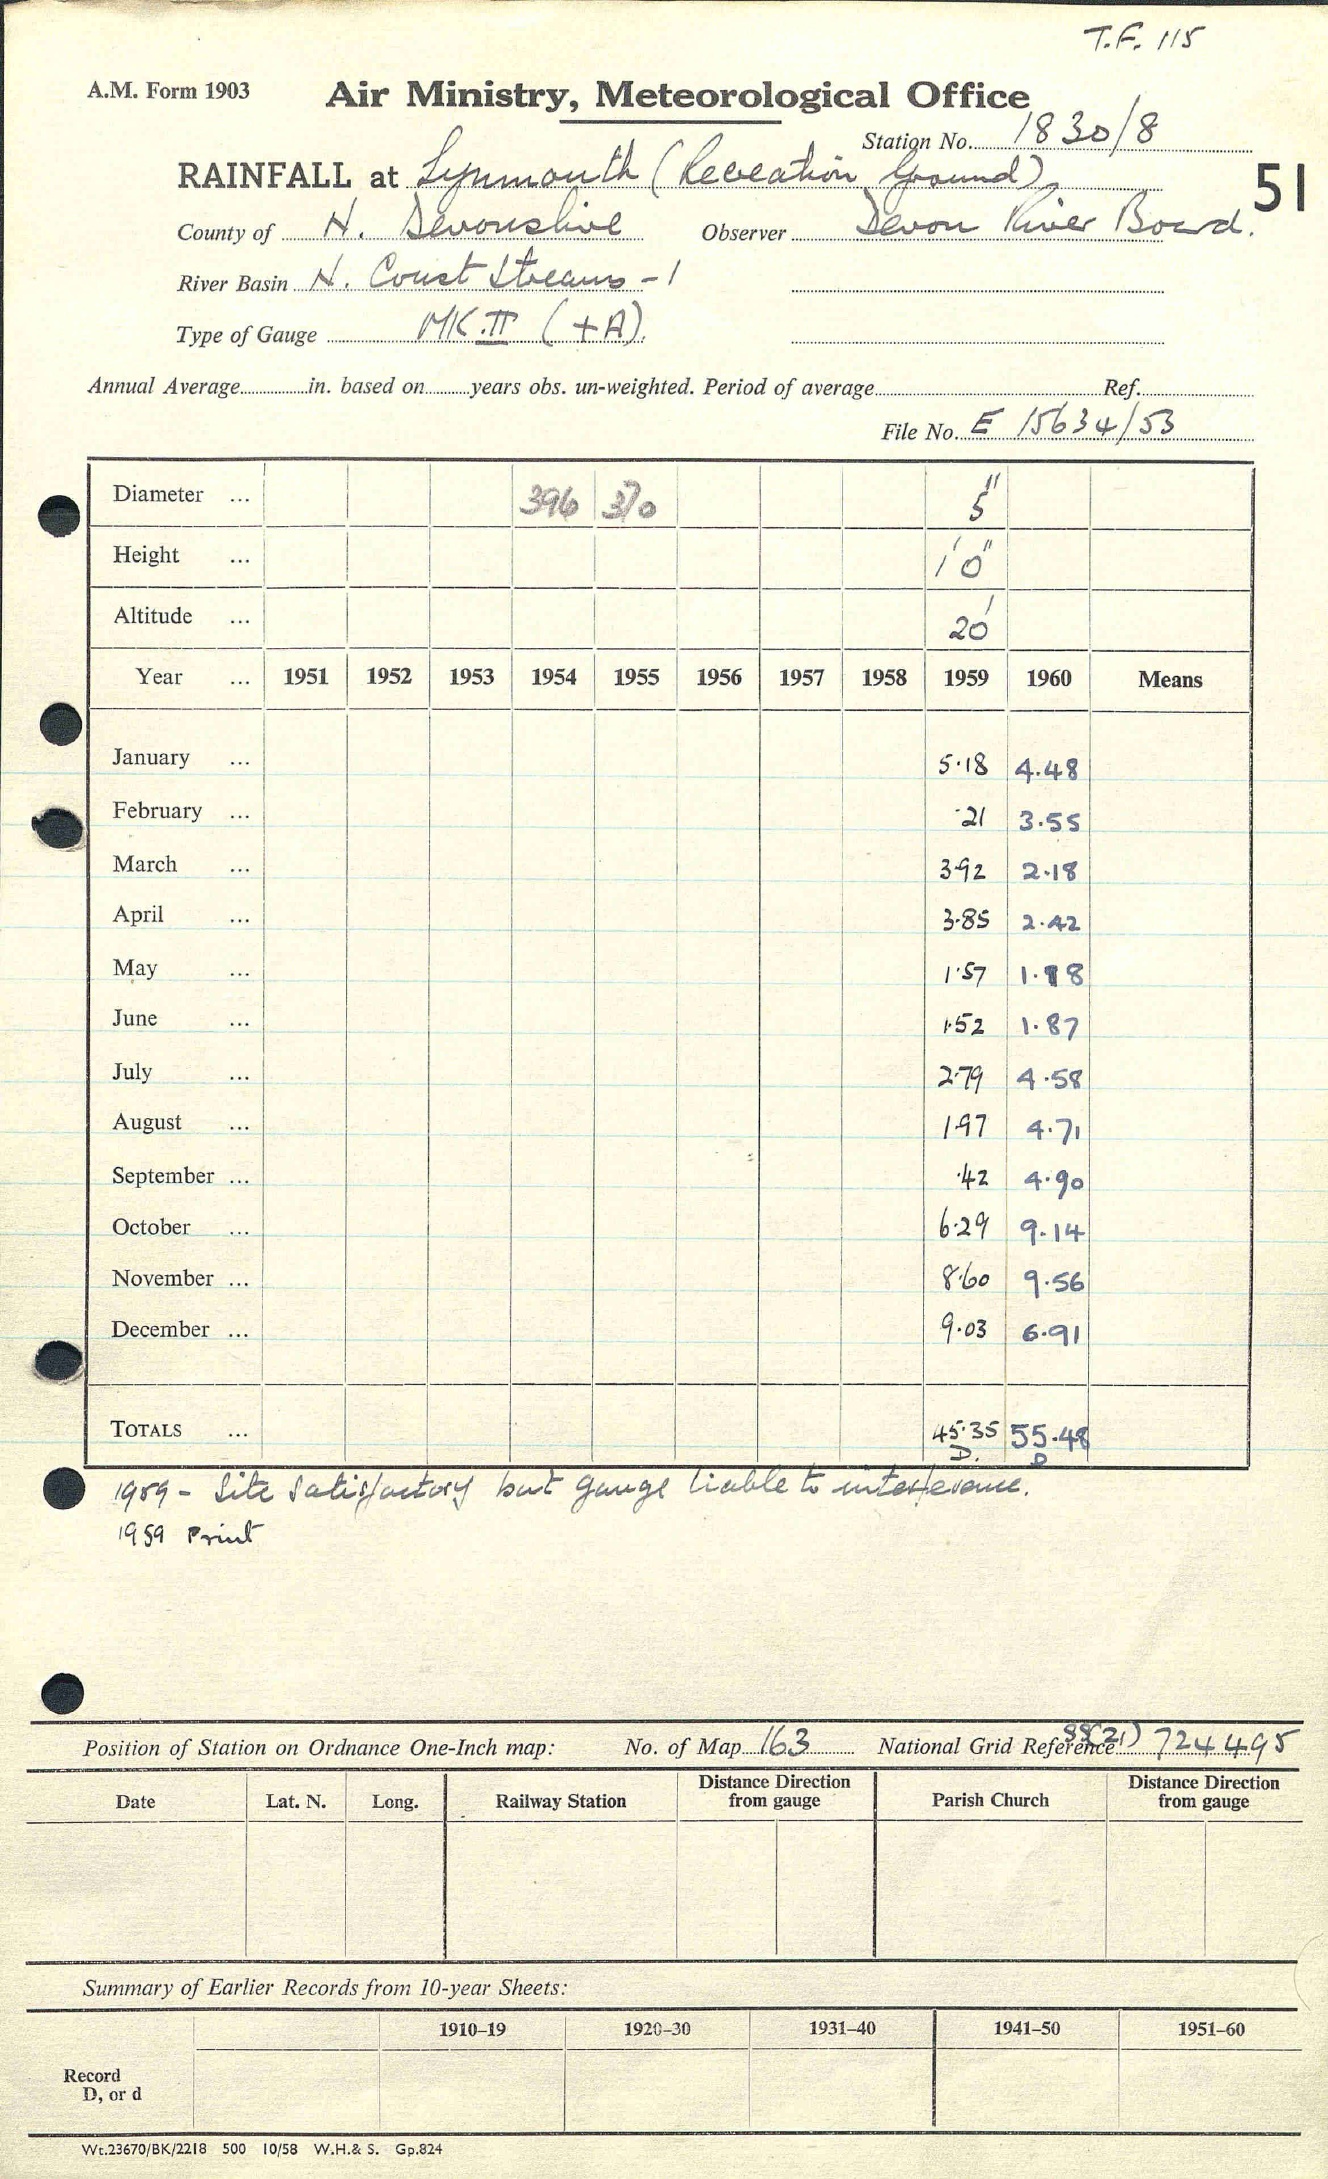 T.F. 115
A.M. Form 1903
Air Ministry, Meteorological Office
Station No. 1830/8
RAINFALL at Lynmouth (Recreation Ground)
51
County of N. Devonshire Observer Devon River Board.
River Basin N. Coast Streams - 1
Type of Gauge MK.II (+A).
Annual Average in. based on years obs. un-weighted. Period of average Ref.
File No. E 15634/53
Diameter ... 396 370 5"
Height ... 1'0"
Altitude ... 20'
Year ... 1951 1952 1953 1954 1955 1956 1957 1958 1959 1960 Means
January ... 5·18 4.48
February ... ·21 3.55
March ... 3·92 2.18
April ... 3·85 2.42
May ... 1·57 1.18
June ... 1·52 1.87
July ... 2·79 4.58
August ... 1·97 4.71
September ... ·42 4.90
October ... 6·29 9.14
November ... 8·60 9.56
December ... 9·03 6.91
TOTALS ... 45·35 55.48
D. D
1959 - Site satisfactory but gauge liable to interference.
1959 Print
Position of Station on Ordnance One-Inch map: No. of Map 163 National Grid Reference SS(21) 724495
Date Lat. N. Long. Railway Station Distance Direction from gauge Parish Church Distance Direction from gauge
Summary of Earlier Records from 10-year Sheets:
1910–19 1920–30 1931–40 1941–50 1951–60
Record
D, or d
Wt.23670/BK/2218 500 10/58 W.H.& S. Gp.824